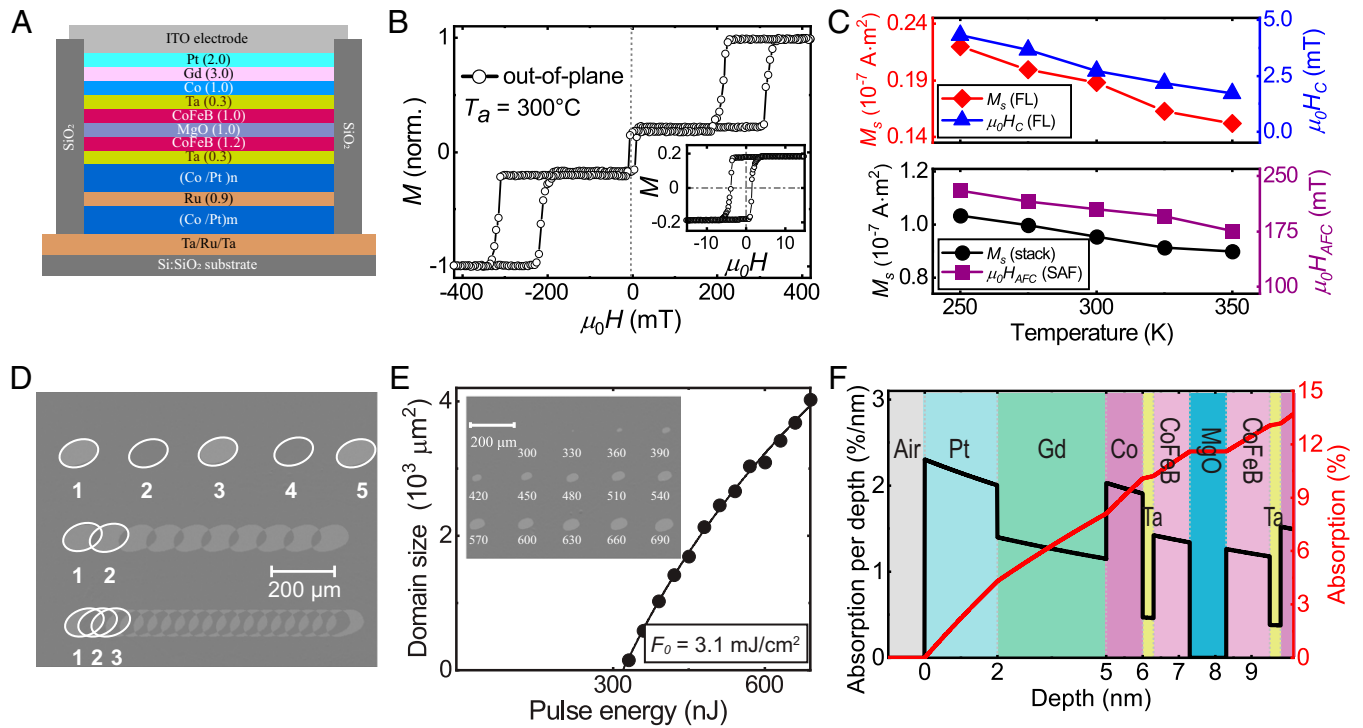 A
ITO electrode
Pt (2.0)
Gd (3.0)
Co (1.0)
Ta (0.3)
CoFeB (1.0)
MgO (1.0)
CoFeB (1.2)
Ta (0.3)
(Co /Pt )n
Ru (0.9)
(Co /Pt)m
Ta/Ru/Ta
Si:SiO₂ substrate
SiO₂
SiO₂
B
M (norm.)
1
0
-1
out-of-plane
Tₐ = 300°C
M
0.2
0
-0.2
-10 0 10
μ₀H
-400 -200 0 200 400
μ₀H (mT)
C
Mₛ (10⁻⁷ A·m²)
0.24
0.19
0.14
Mₛ (FL)
μ₀H_C (FL)
5.0
2.5
0.0
μ₀H_C (mT)
Mₛ (10⁻⁷ A·m²)
1.2
1.0
0.8
Mₛ (stack)
μ₀H_AFC (SAF)
250
175
100
μ₀H_AFC (mT)
250 275 300 325 350
Temperature (K)
D
1 2 3 4 5
1 2
200 μm
1 2 3
E
Domain size (10³ μm²)
4
2
0
200 μm
300 330 360 390
420 450 480 510 540
570 600 630 660 690
F₀ = 3.1 mJ/cm²
300 600
Pulse energy (nJ)
F
Absorption per depth (%/nm)
3
2
1
0
Air
Pt
Gd
Co
Ta
CoFeB
MgO
CoFeB
Ta
15
12
9
6
3
0
Absorption (%)
0 2 5 6 7 8 9
Depth (nm)